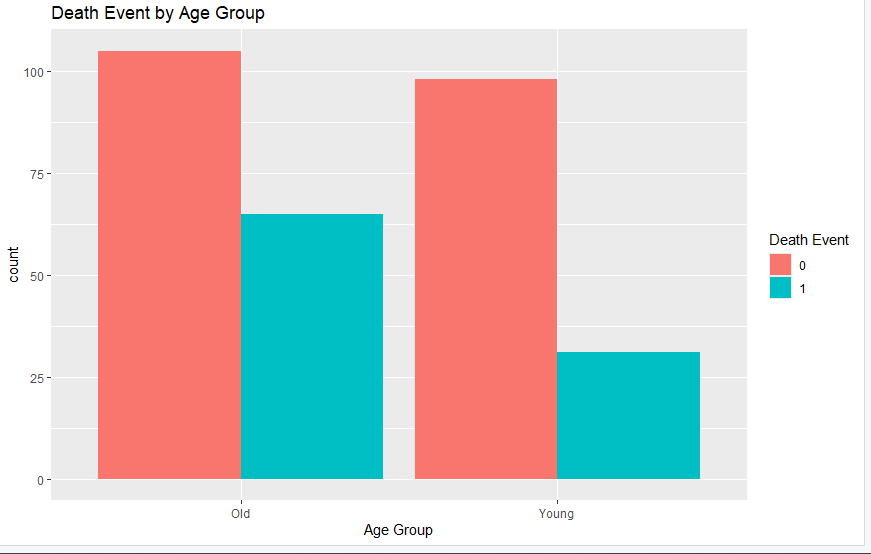 Death Event by Age Group
100
75
50
25
0
count
Old
Young
Age Group
Death Event
0
1